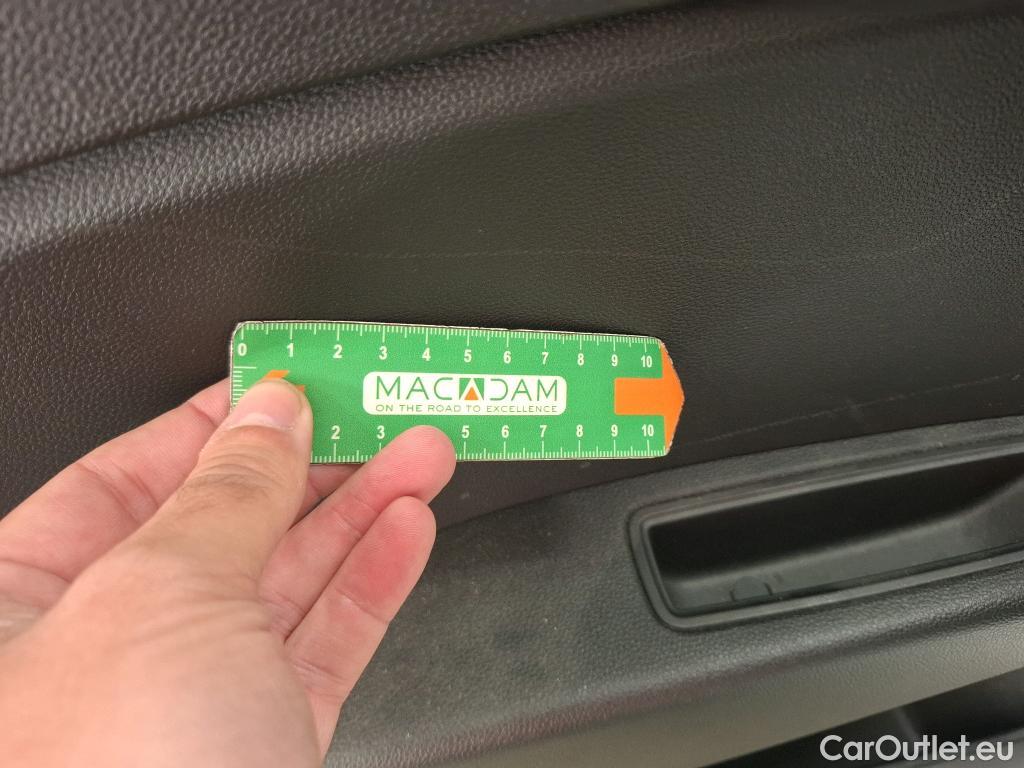 0 1 2 3 4 5 6 7 8 9 10
MACADAM
ON THE ROAD TO EXCELLENCE
2 3 5 6 7 8 9 10
CarOutlet.eu